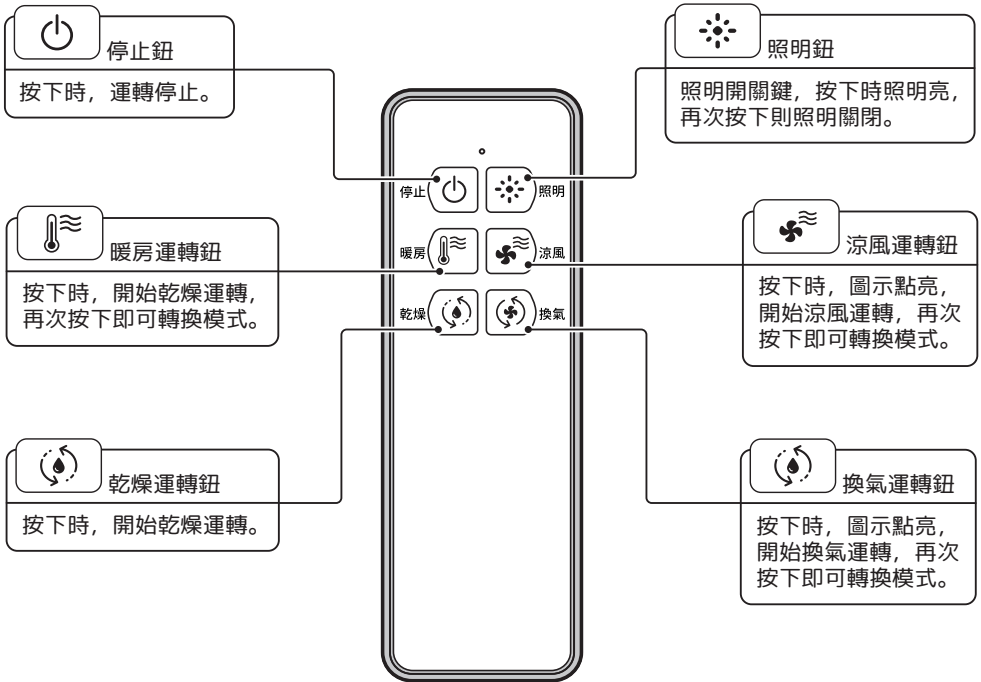 停止鈕
按下時，運轉停止。
照明鈕
照明開關鍵，按下時照明亮，
再次按下則照明關閉。
停止
照明
暖房
涼風
乾燥
換氣
暖房運轉鈕
按下時，開始乾燥運轉，
再次按下即可轉換模式。
涼風運轉鈕
按下時，圖示點亮，
開始涼風運轉，再次
按下即可轉換模式。
乾燥運轉鈕
按下時，開始乾燥運轉。
換氣運轉鈕
按下時，圖示點亮，
開始換氣運轉，再次
按下即可轉換模式。